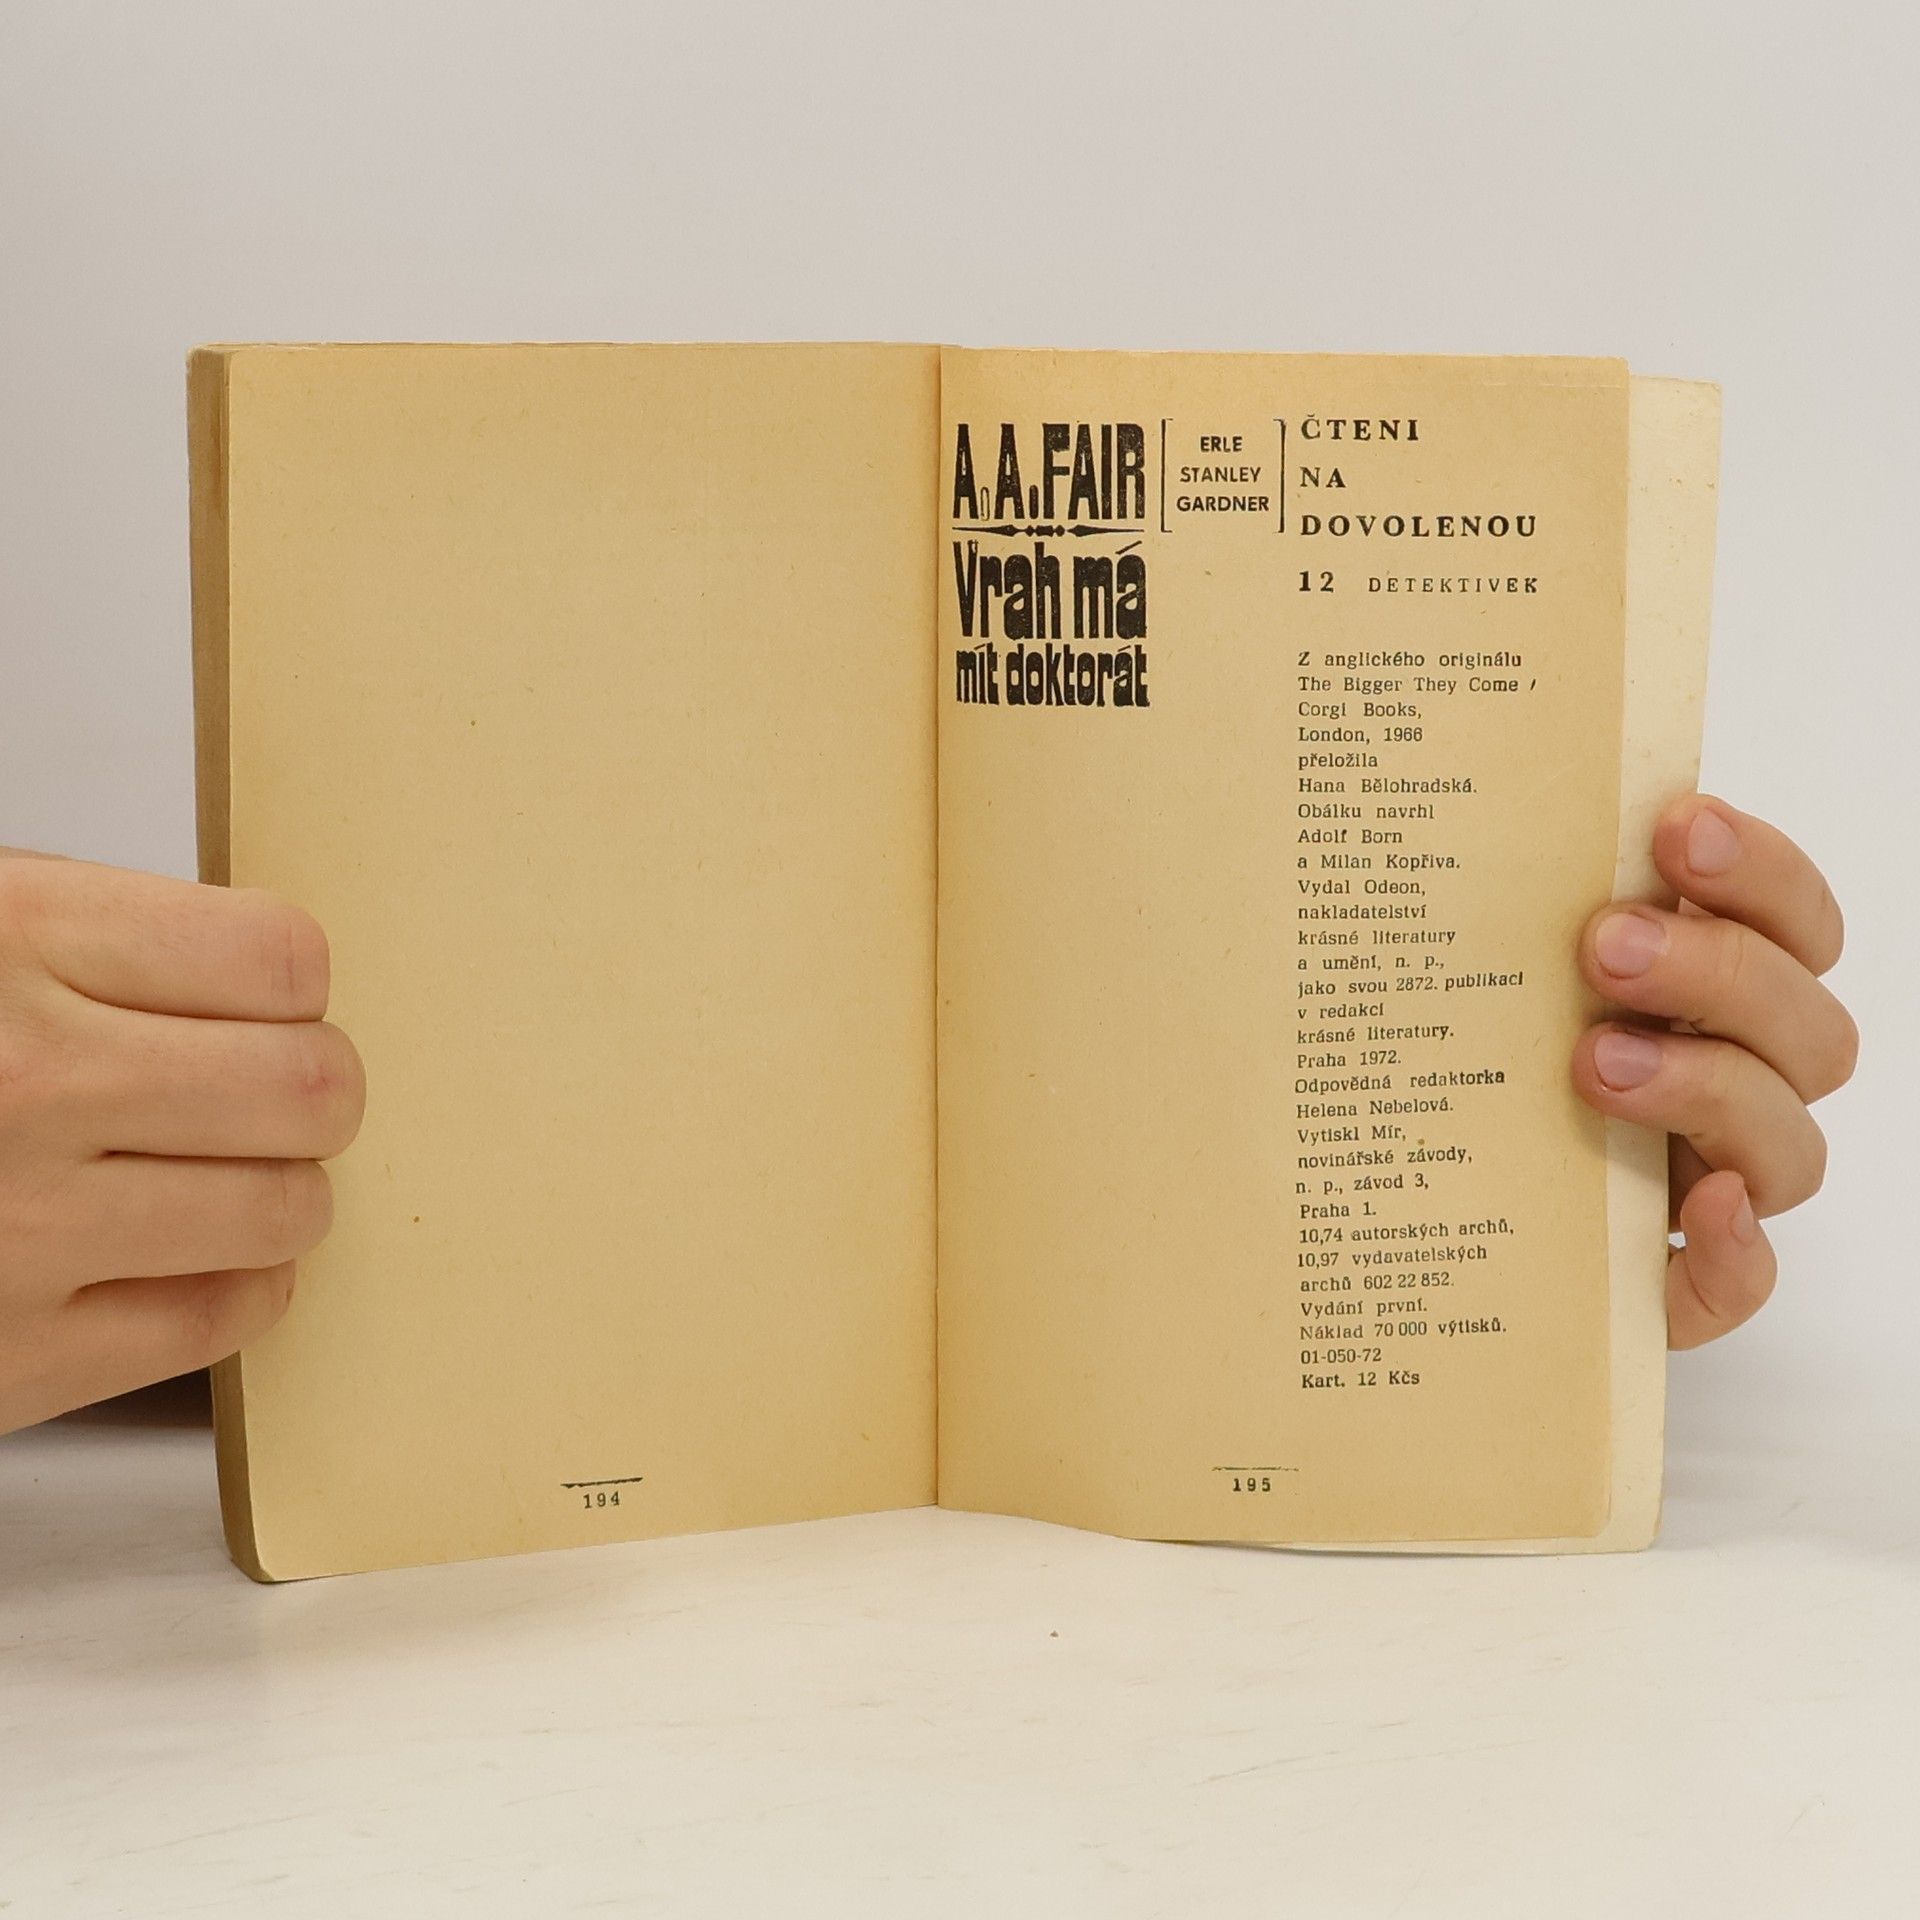 A. A. FAIR
Vrah má
mít doktorát
ERLE
STANLEY
GARDNER
ČTENI
NA
DOVOLENOU
12 DETEKTIVEK
Z anglického originálu
The Bigger They Come /
Corgi Books,
London, 1966
přeložila
Hana Bělohradská.
Obálku navrhl
Adolf Born
a Milan Kopřiva.
Vydal Odeon,
nakladatelství
krásné literatury
a umění, n. p.,
jako svou 2872. publikaci
v redakci
krásné literatury.
Praha 1972.
Odpovědná redaktorka
Helena Nebelová.
Vytiskl Mír,
novinářské závody,
n. p., závod 3,
Praha 1.
10,74 autorských archů,
10,97 vydavatelských
archů 602 22 852.
Vydání první.
Náklad 70 000 výtisků.
01-050-72
Kart. 12 Kčs
194
195